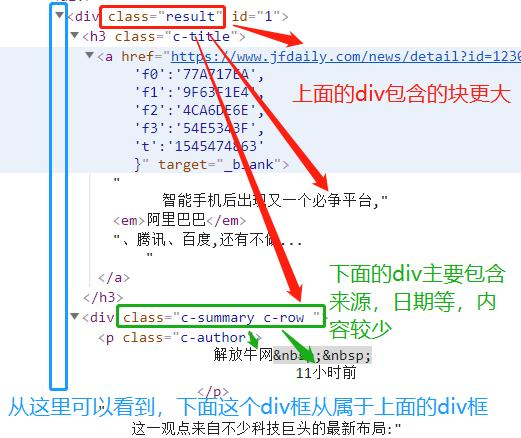 <div class="result" id="1">
<h3 class="c-title">
<a href="https://www.jfdaily.com/news/detail?id=1230
'f0':'77A717EA',
'f1':'9F63F1E4',
'f2':'4CA6DE6E',
'f3':'54E5343F',
't':'1545474863'
}" target="_blank">
上面的div包含的块更大
"
智能手机后出现又一个必争平台,"
<em>阿里巴巴</em>
"、腾讯、百度,还有不做...
"
</a>
</h3>
下面的div主要包含
来源，日期等，内
容较少
<div class="c-summary c-row ">
<p class="c-author">
解放牛网&nbsp;&nbsp;
11小时前
</p>
从这里可以看到，下面这个div框从属于上面的div框
这一观点来自不少科技巨头的最新布局:"